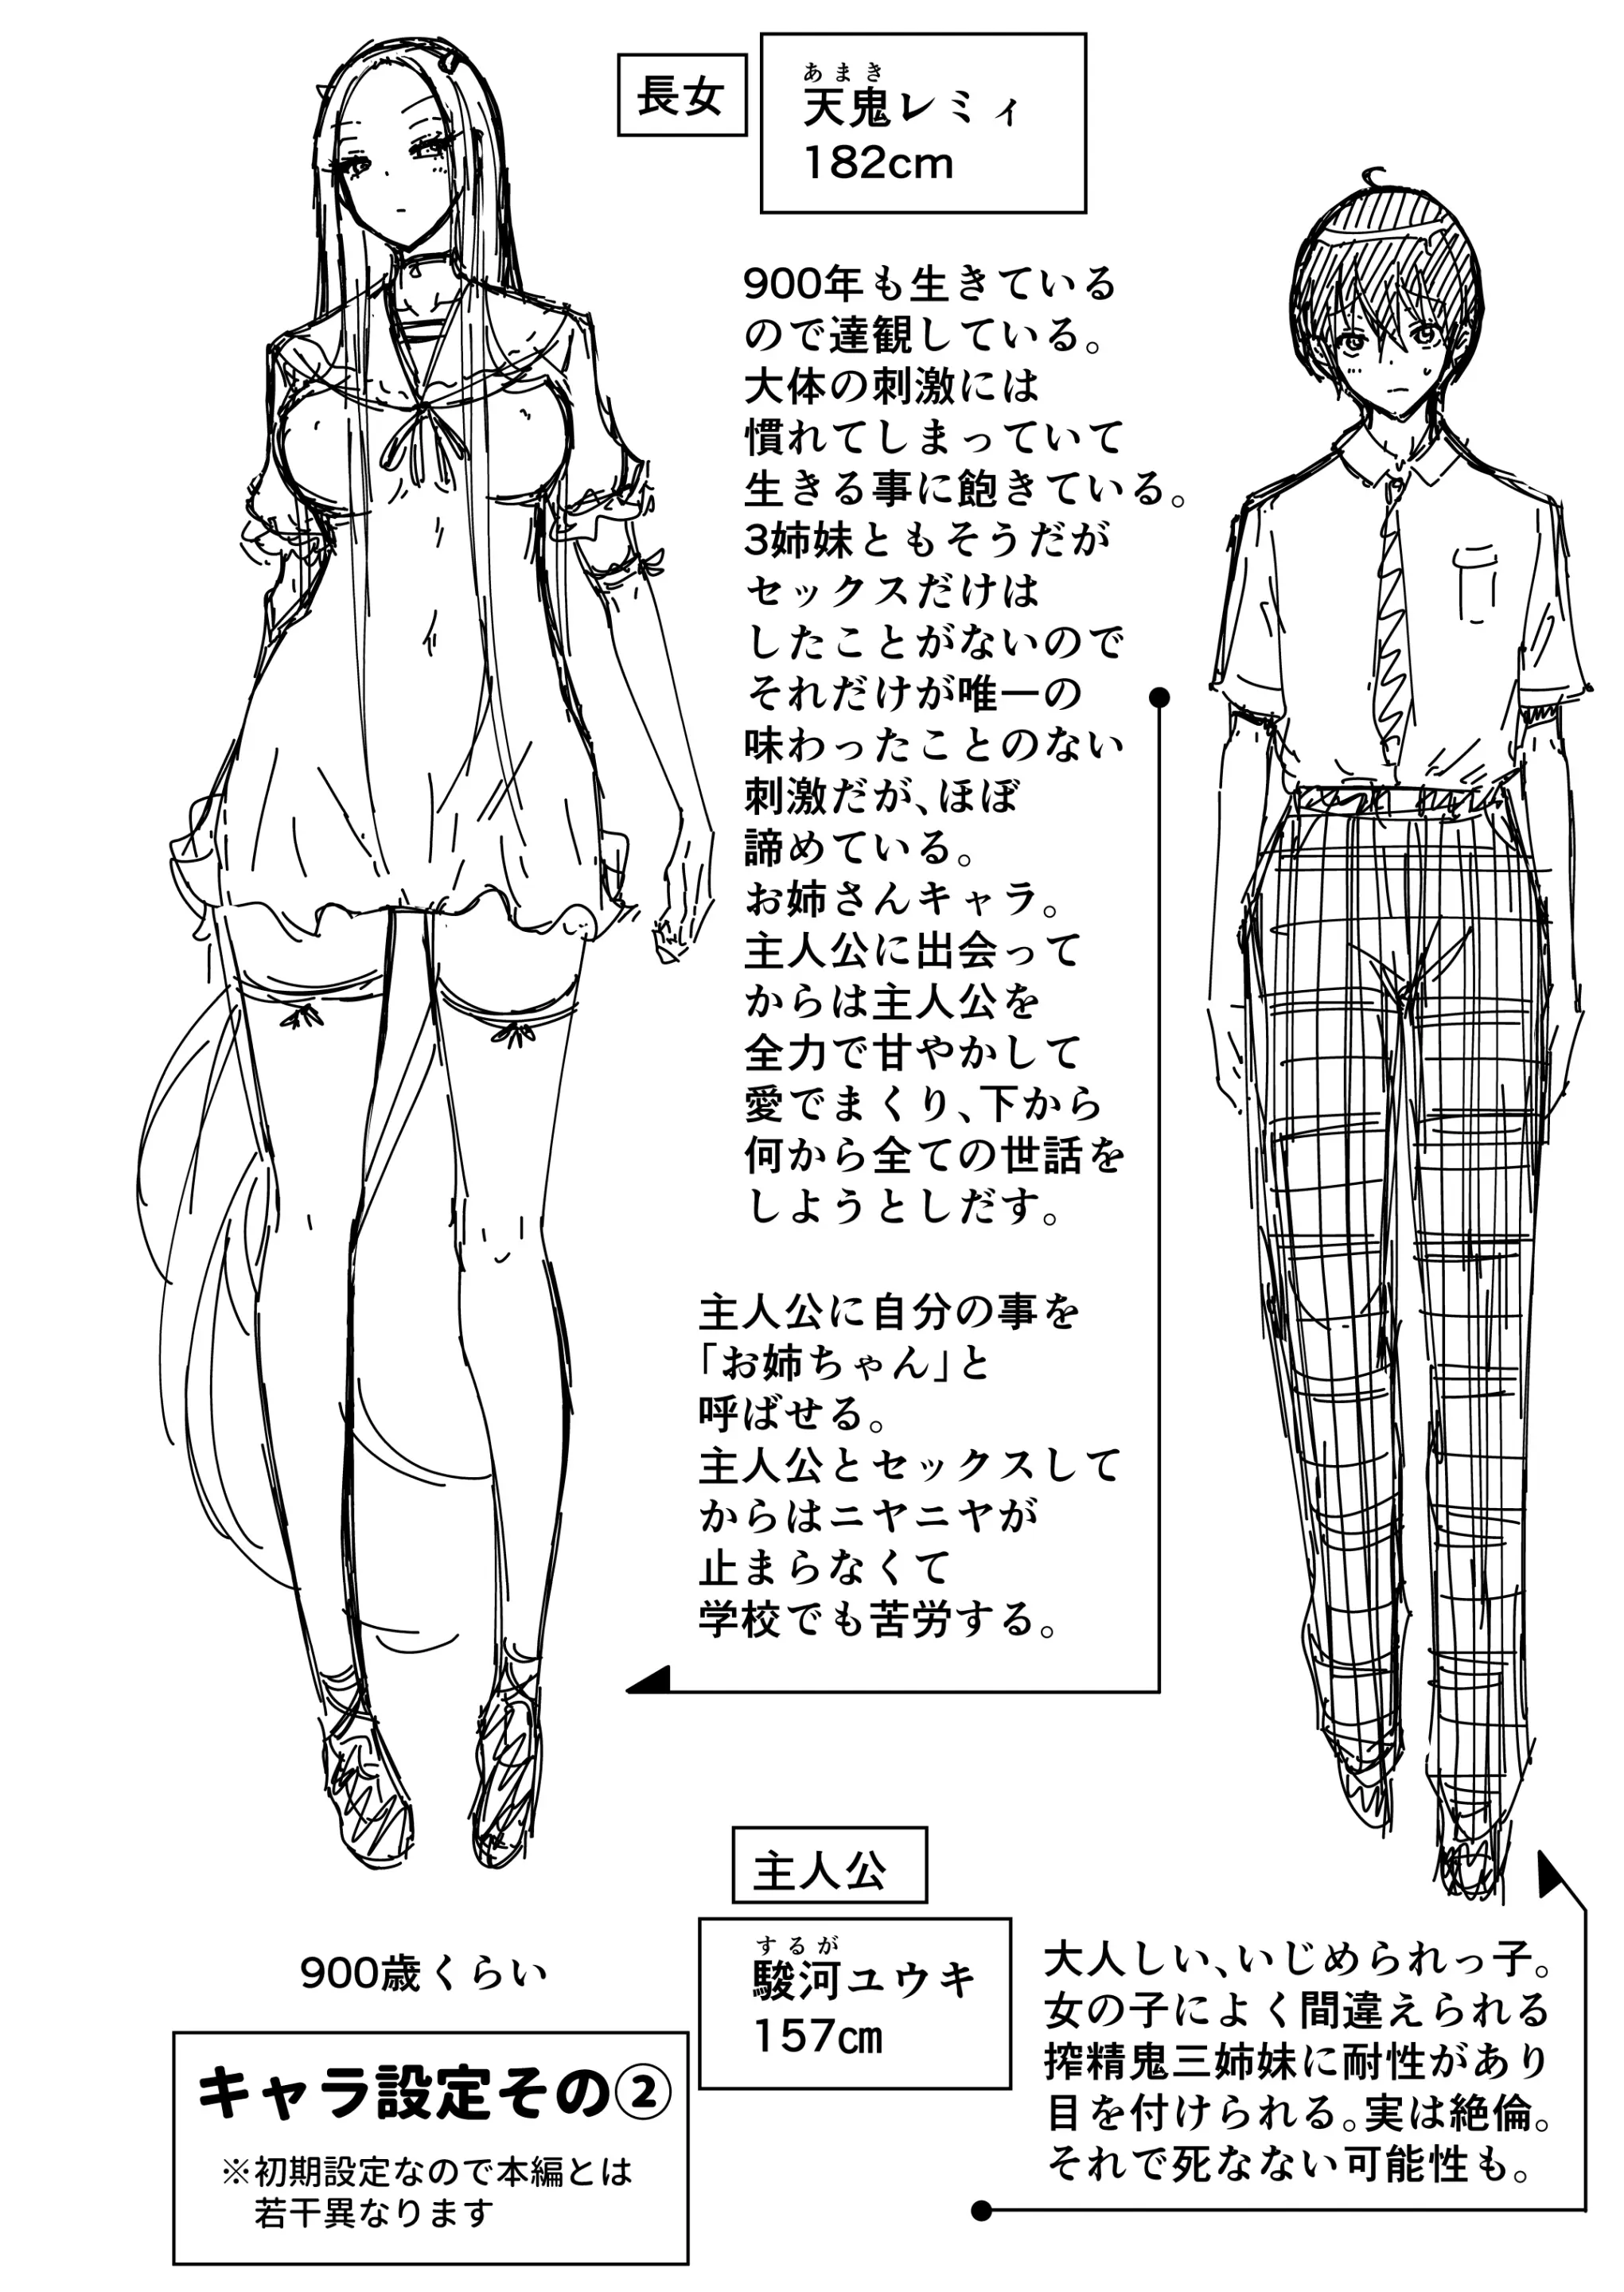 長女
あまき
天鬼レミィ
182cm
900年も生きている
ので達観している。
大体の刺激には
慣れてしまっていて
生きる事に飽きている。
3姉妹ともそうだが
セックスだけは
したことがないので
それだけが唯一の
味わったことのない
刺激だが、ほぼ
諦めている。
お姉さんキャラ。
主人公に出会って
からは主人公を
全力で甘やかして
愛でまくり、下から
何から全ての世話を
しようとしだす。
主人公に自分の事を
「お姉ちゃん」と
呼ばせる。
主人公とセックスして
からはニヤニヤが
止まらなくて
学校でも苦労する。
主人公
するが
駿河ユウキ
157㎝
大人しい、いじめられっ子。
女の子によく間違えられる
搾精鬼三姉妹に耐性があり
目を付けられる。実は絶倫。
それで死なない可能性も。
900歳くらい
キャラ設定その②
※初期設定なので本編とは
若干異なります